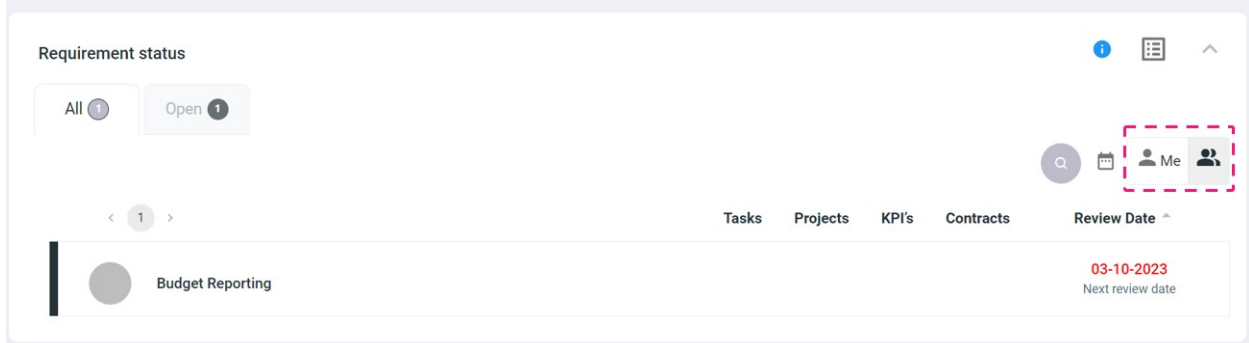 Requirement status
All 1
Open 1
Me
1
Tasks Projects KPI's Contracts Review Date
Budget Reporting
03-10-2023
Next review date